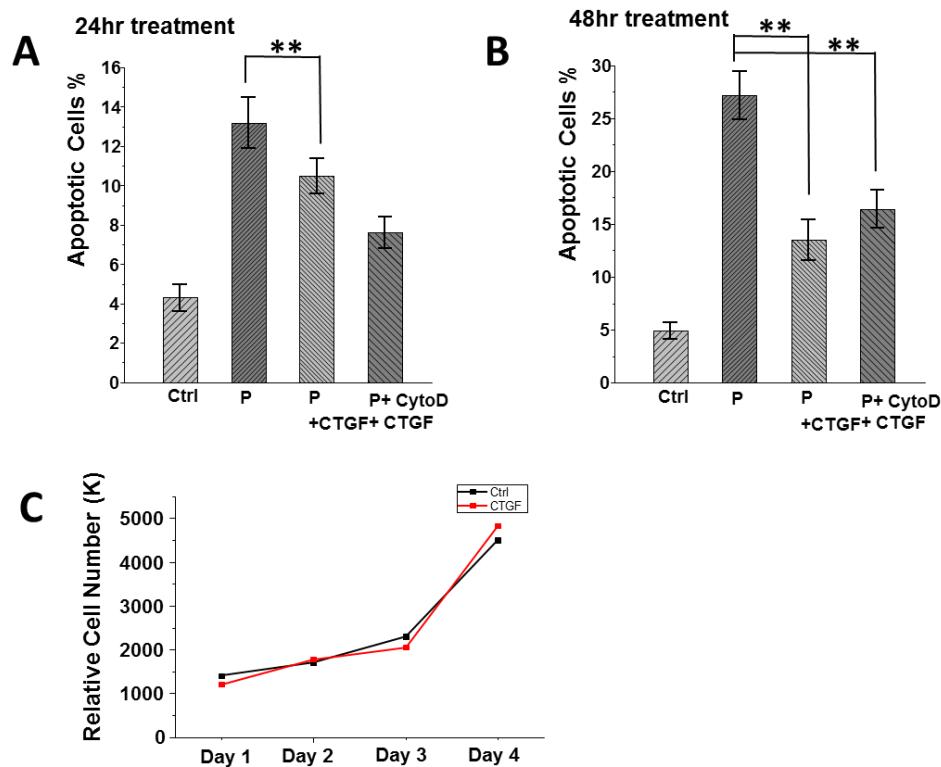 A
24hr treatment
**
Apoptotic Cells %
16
14
12
10
8
6
4
2
0
Ctrl
P
P
P+ CytoD
+CTGF+ CTGF
B
48hr treatment
**
**
Apoptotic Cells %
30
25
20
15
10
5
0
Ctrl
P
P
P+ CytoD
+CTGF+ CTGF
C
Ctrl
CTGF
Relative Cell Number (K)
5000
4000
3000
2000
1000
0
Day 1
Day 2
Day 3
Day 4